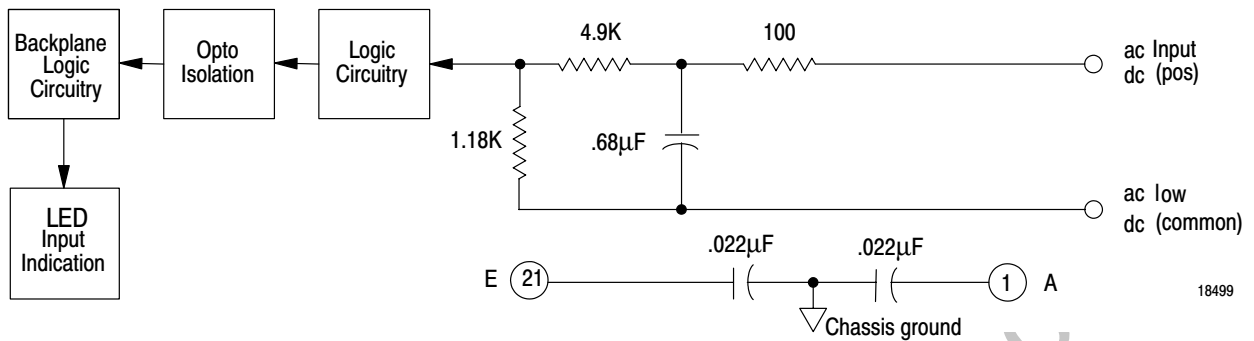 Backplane
Logic
Circuitry
Opto
Isolation
Logic
Circuitry
4.9K
100
ac Input
dc (pos)
1.18K
.68µF
LED
Input
Indication
ac low
dc (common)
.022µF
.022µF
E
21
1
A
Chassis ground
18499